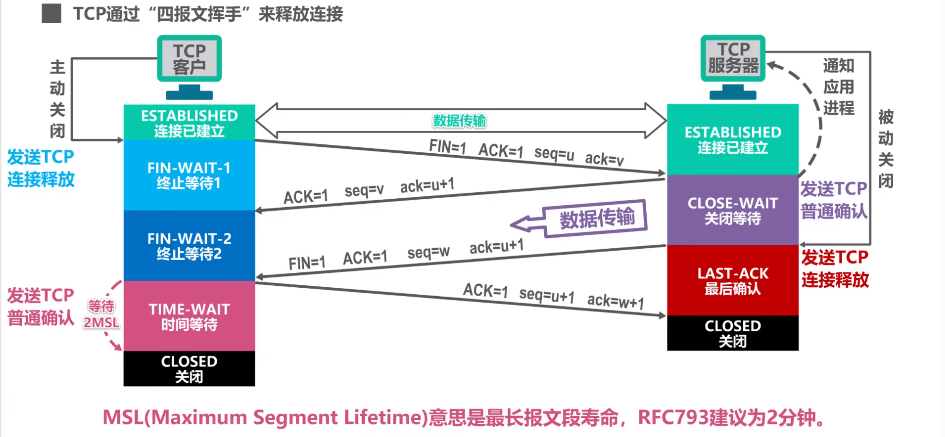 TCP通过“四报文挥手”来释放连接
TCP
客户
TCP
服务器
主动关闭
通知
应用
进程
被动关闭
ESTABLISHED
连接已建立
数据传输
ESTABLISHED
连接已建立
发送TCP
连接释放
FIN-WAIT-1
终止等待1
FIN=1 ACK=1 seq=u ack=v
ACK=1 seq=v ack=u+1
CLOSE-WAIT
关闭等待
发送TCP
普通确认
数据传输
FIN-WAIT-2
终止等待2
FIN=1 ACK=1 seq=w ack=u+1
LAST-ACK
最后确认
发送TCP
连接释放
发送TCP
普通确认
等待
2MSL
TIME-WAIT
时间等待
ACK=1 seq=u+1 ack=w+1
CLOSED
关闭
CLOSED
关闭
MSL(Maximum Segment Lifetime)意思是最长报文段寿命，RFC793建议为2分钟。